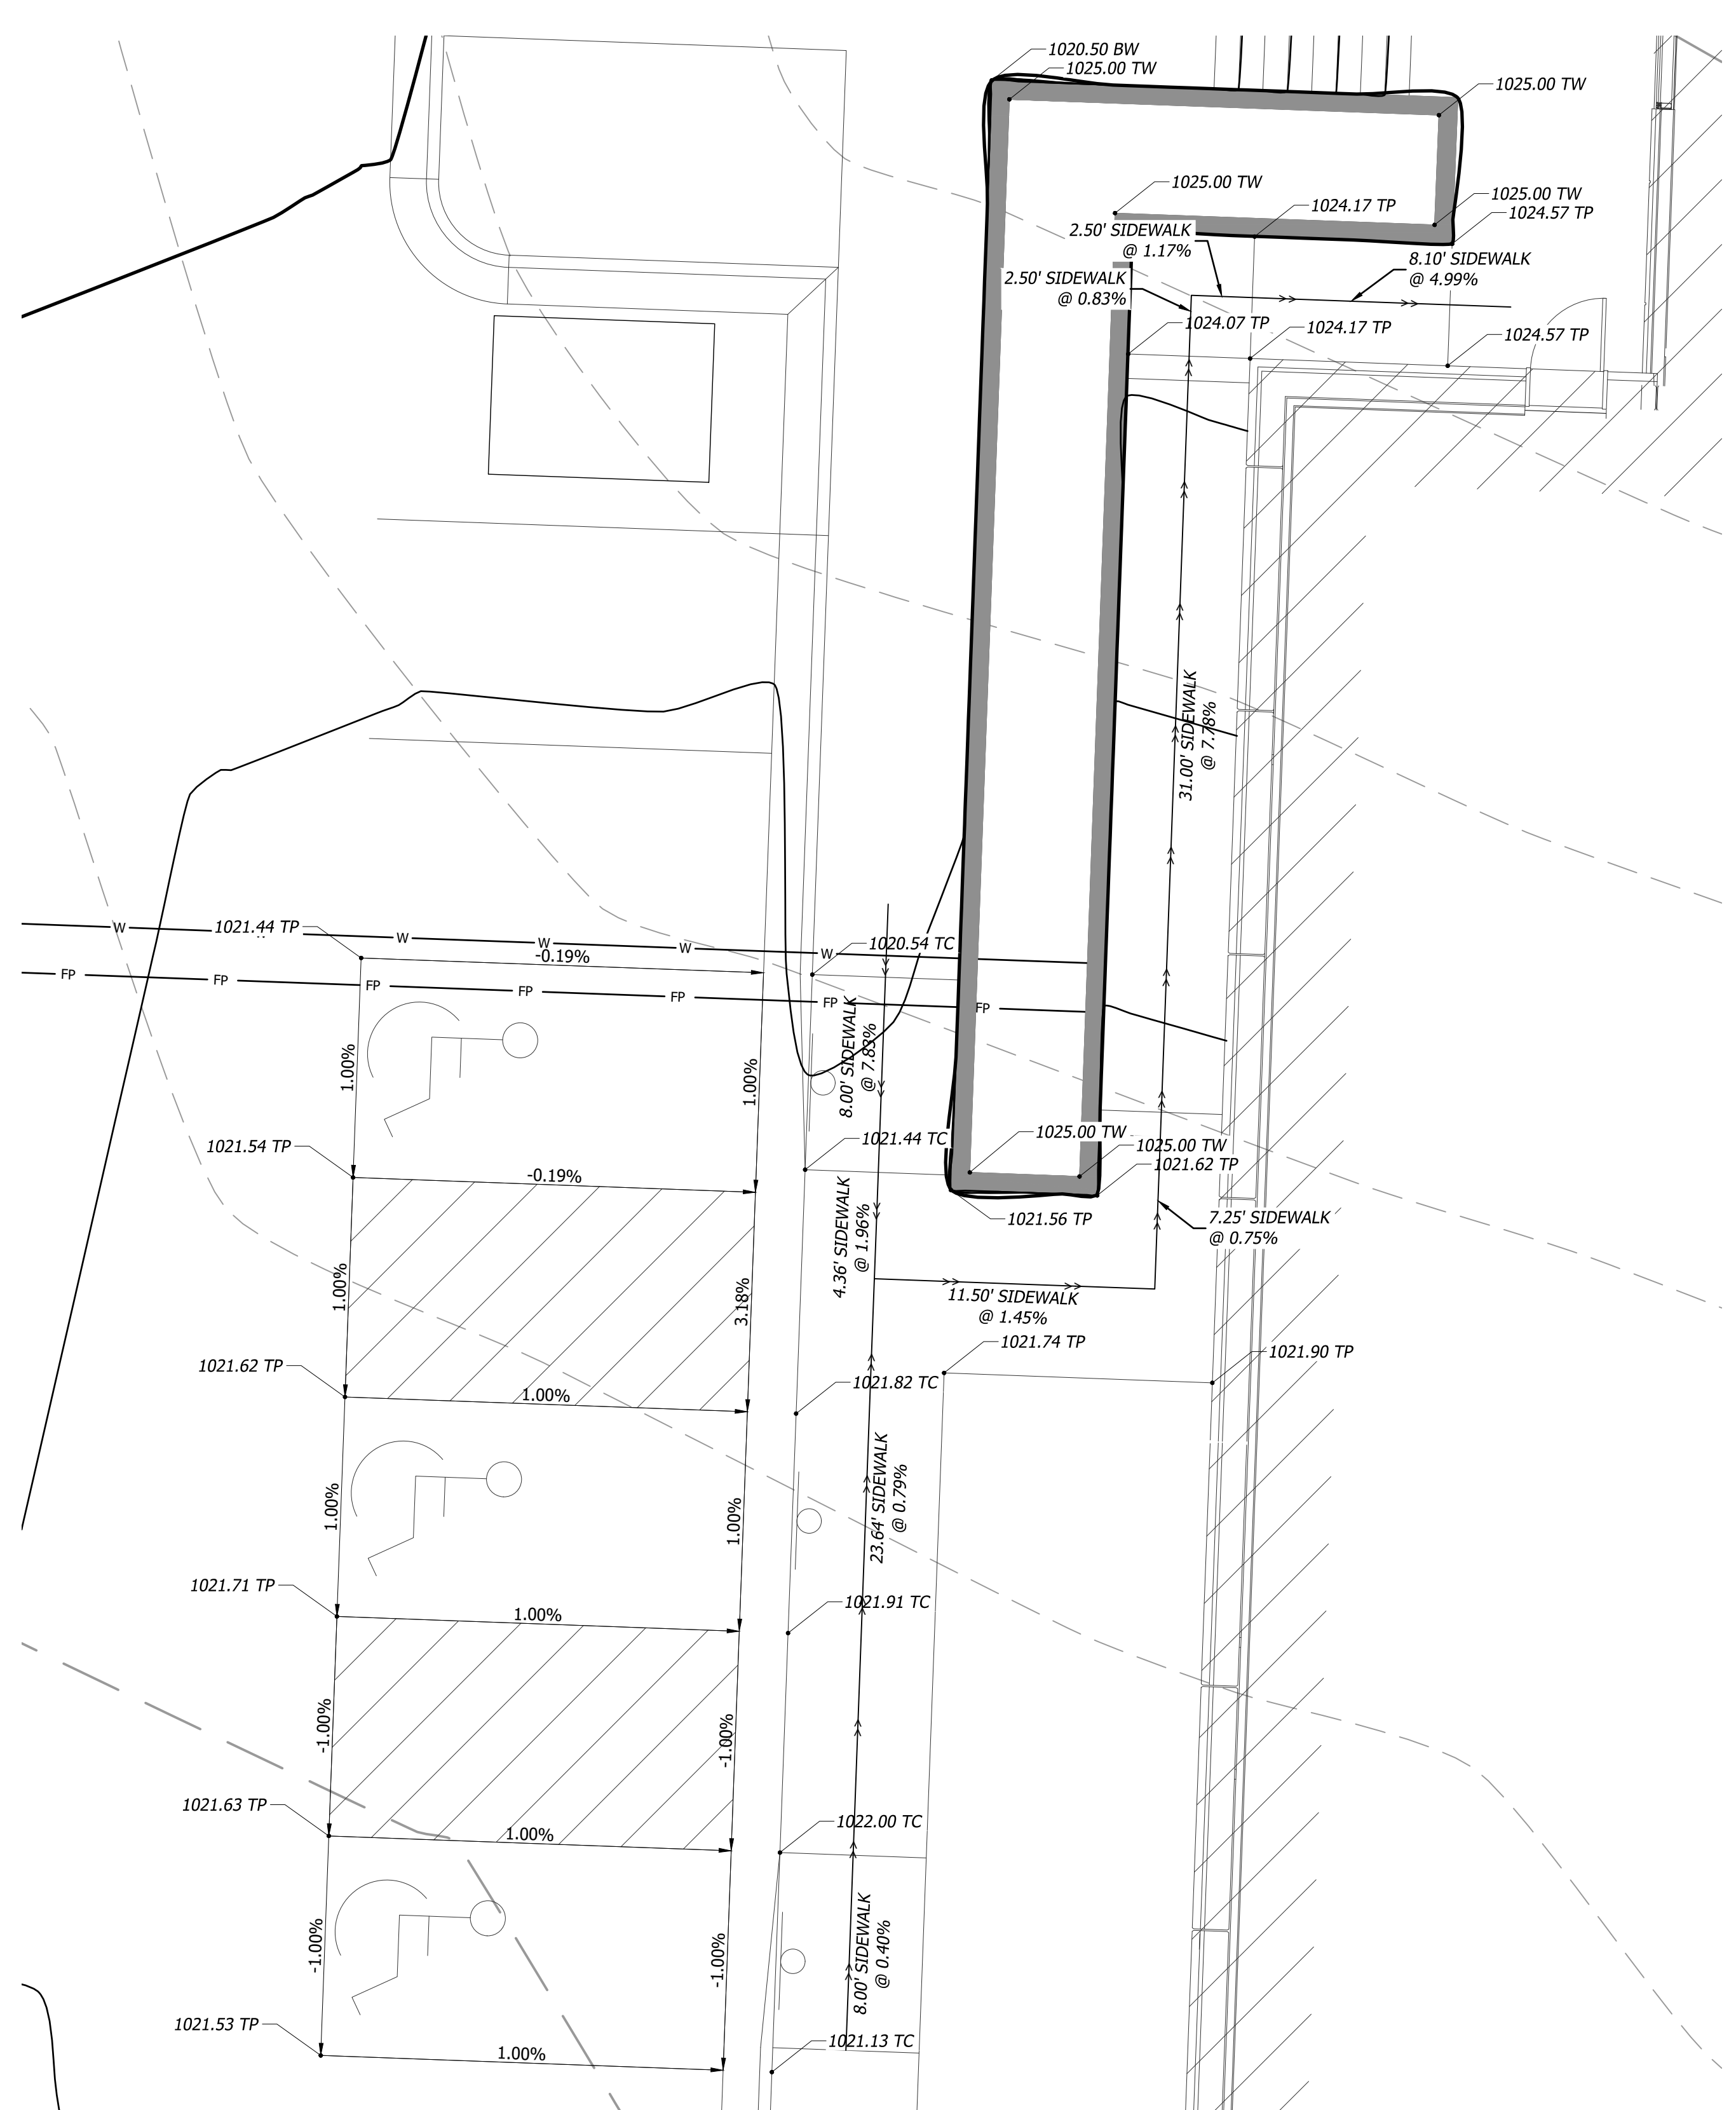 1020.50 BW
1025.00 TW
1025.00 TW
1025.00 TW
1025.00 TW
1024.17 TP
1024.57 TP
2.50' SIDEWALK
@ 1.17%
8.10' SIDEWALK
@ 4.99%
2.50' SIDEWALK
@ 0.83%
1024.07 TP
1024.17 TP
1024.57 TP
31.00' SIDEWALK
@ 7.78%
1021.44 TP
W
W
W
W
W
1020.54 TC
-0.19%
FP
FP
FP
FP
FP
FP
FP
8.00' SIDEWALK
@ 7.83%
1.00%
1.00%
1025.00 TW
1025.00 TW
1021.44 TC
1021.54 TP
1021.62 TP
-0.19%
1021.56 TP
7.25' SIDEWALK
@ 0.75%
4.36' SIDEWALK
@ 1.96%
1.00%
3.18%
11.50' SIDEWALK
@ 1.45%
1021.74 TP
1021.90 TP
1021.62 TP
1021.82 TC
1.00%
23.64' SIDEWALK
@ 0.79%
1.00%
1.00%
1021.71 TP
1021.91 TC
1.00%
-1.00%
-1.00%
1021.63 TP
1022.00 TC
1.00%
8.00' SIDEWALK
@ 0.40%
-1.00%
-1.00%
1021.53 TP
1021.13 TC
1.00%